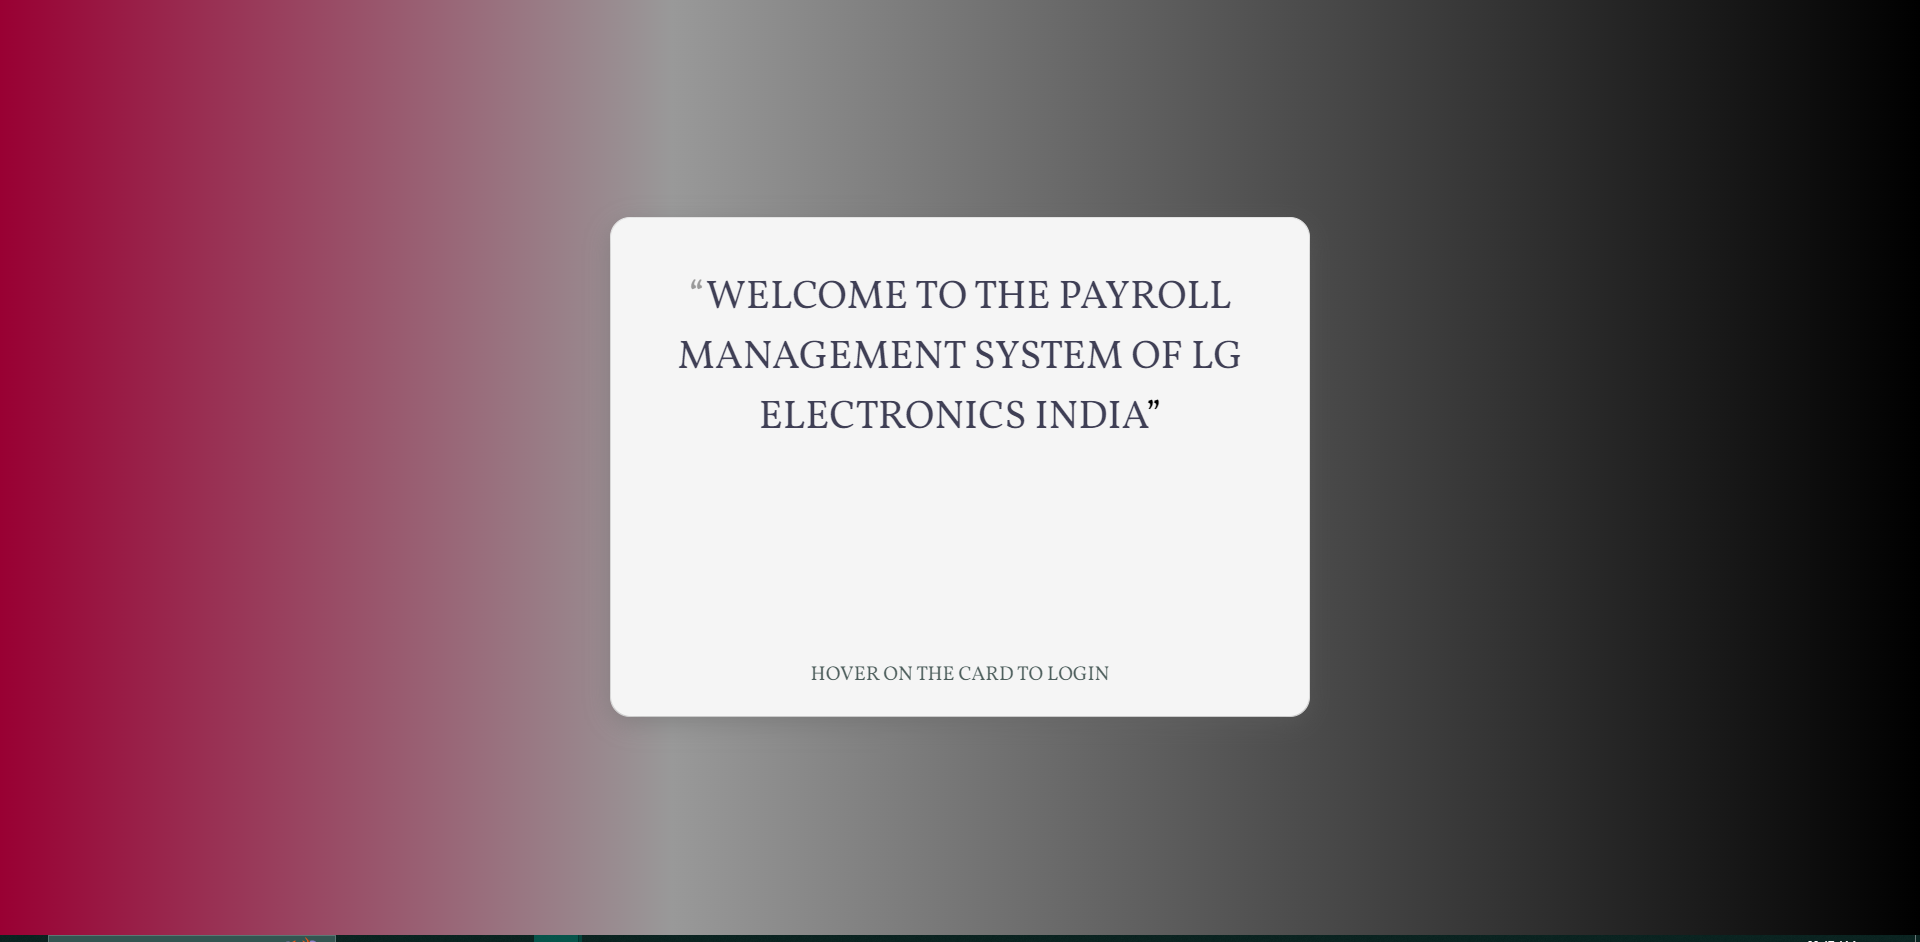 “WELCOME TO THE PAYROLL
MANAGEMENT SYSTEM OF LG
ELECTRONICS INDIA”
HOVER ON THE CARD TO LOGIN